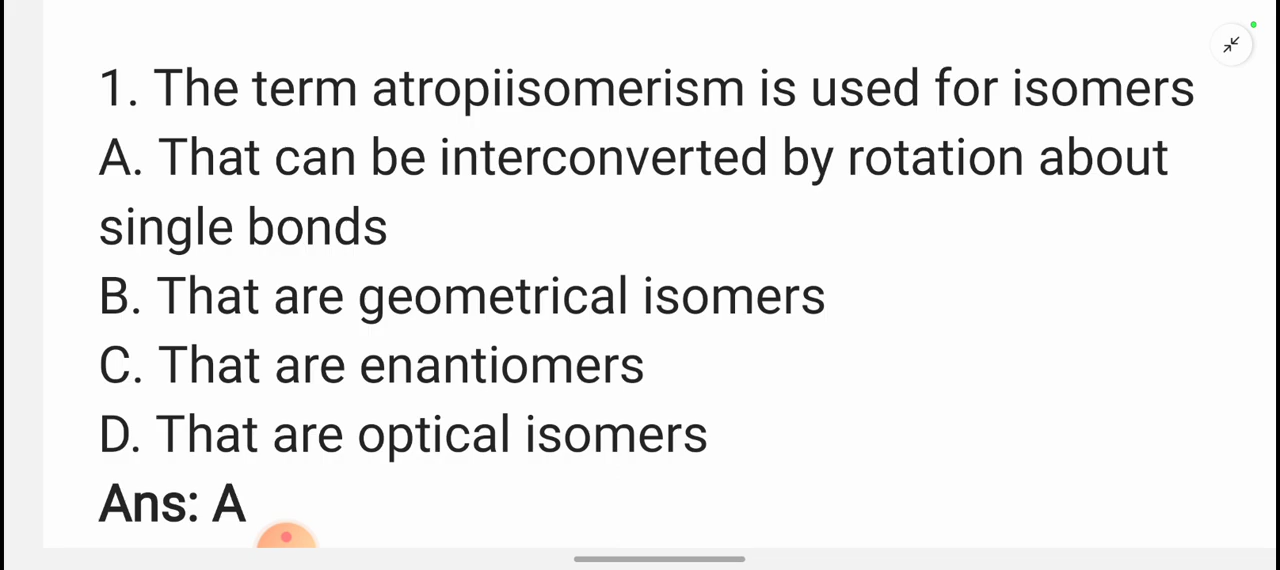 1. The term atropiisomerism is used for isomers
A. That can be interconverted by rotation about
single bonds
B. That are geometrical isomers
C. That are enantiomers
D. That are optical isomers
Ans: A